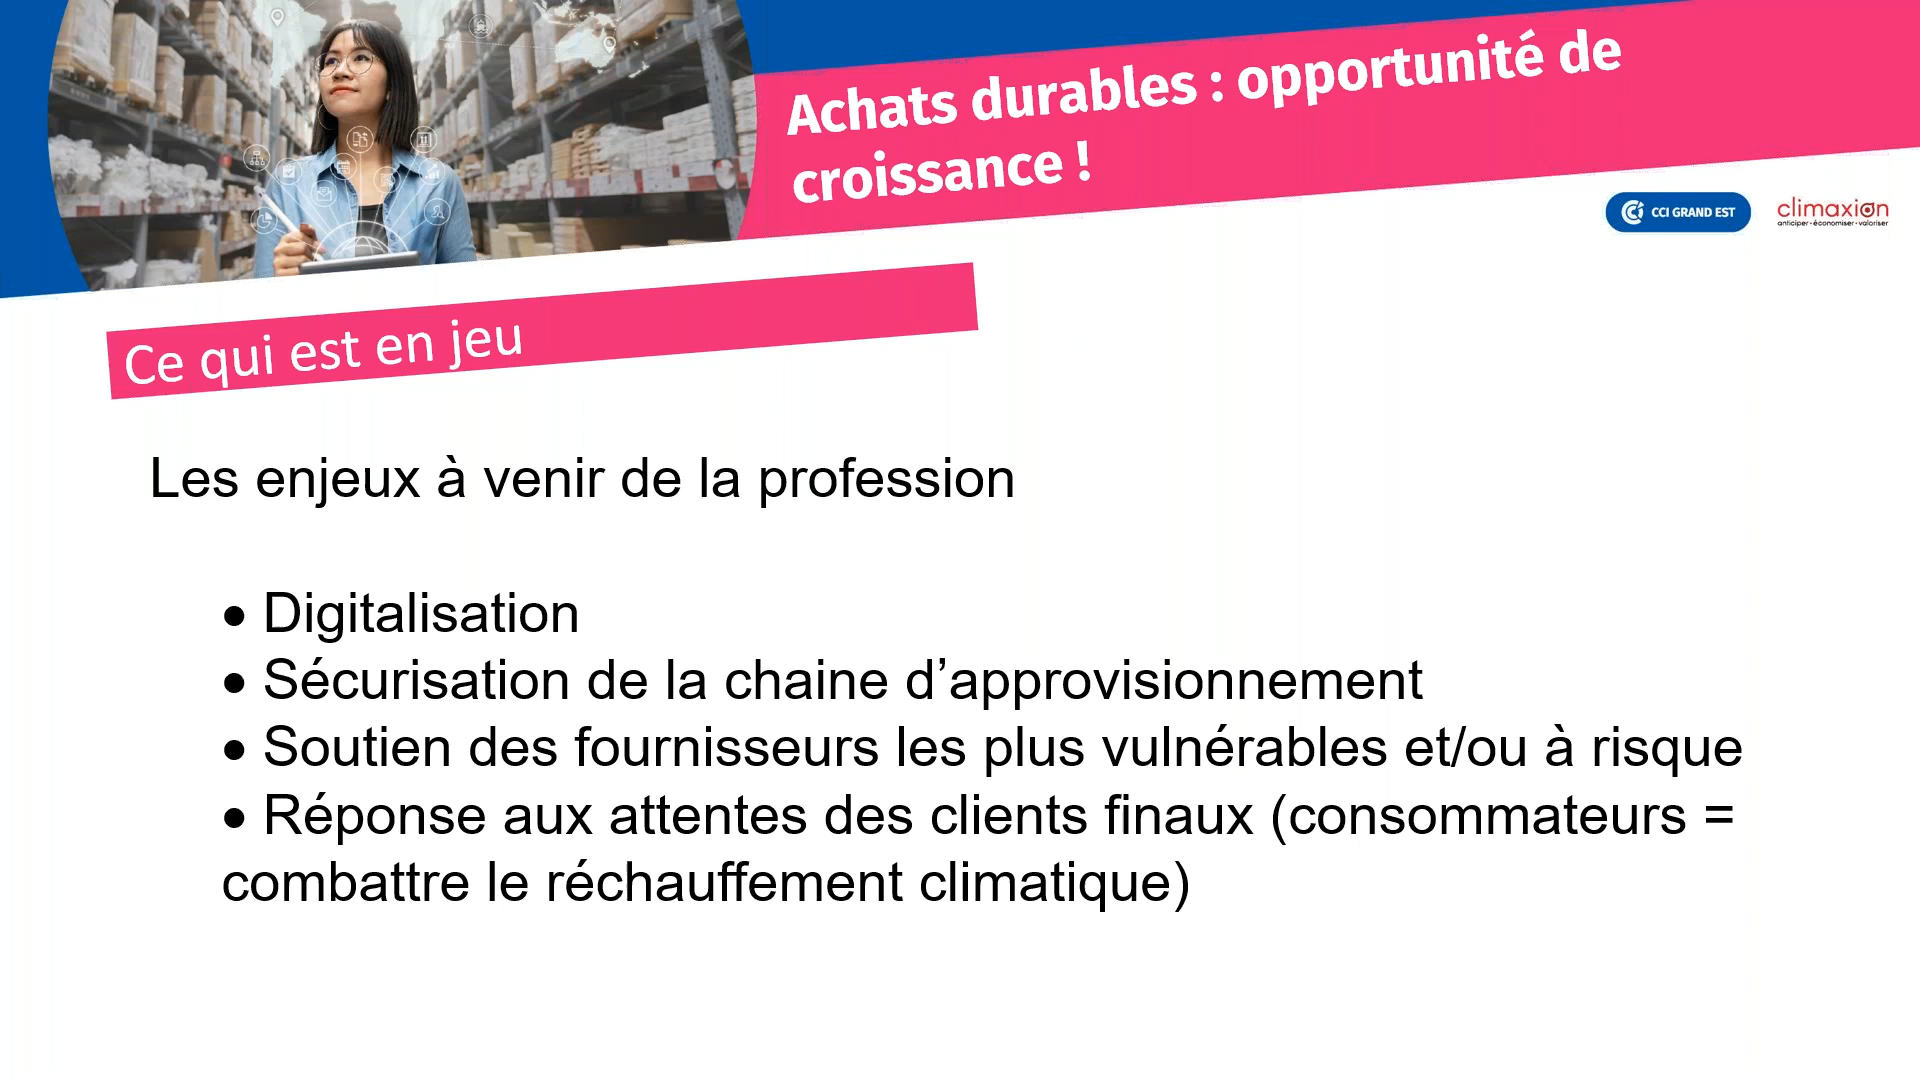 Achats durables : opportunité de
croissance !
CCI GRAND EST
climaxion
anticiper • économiser • valoriser
Ce qui est en jeu
Les enjeux à venir de la profession
• Digitalisation
• Sécurisation de la chaine d’approvisionnement
• Soutien des fournisseurs les plus vulnérables et/ou à risque
• Réponse aux attentes des clients finaux (consommateurs =
combattre le réchauffement climatique)